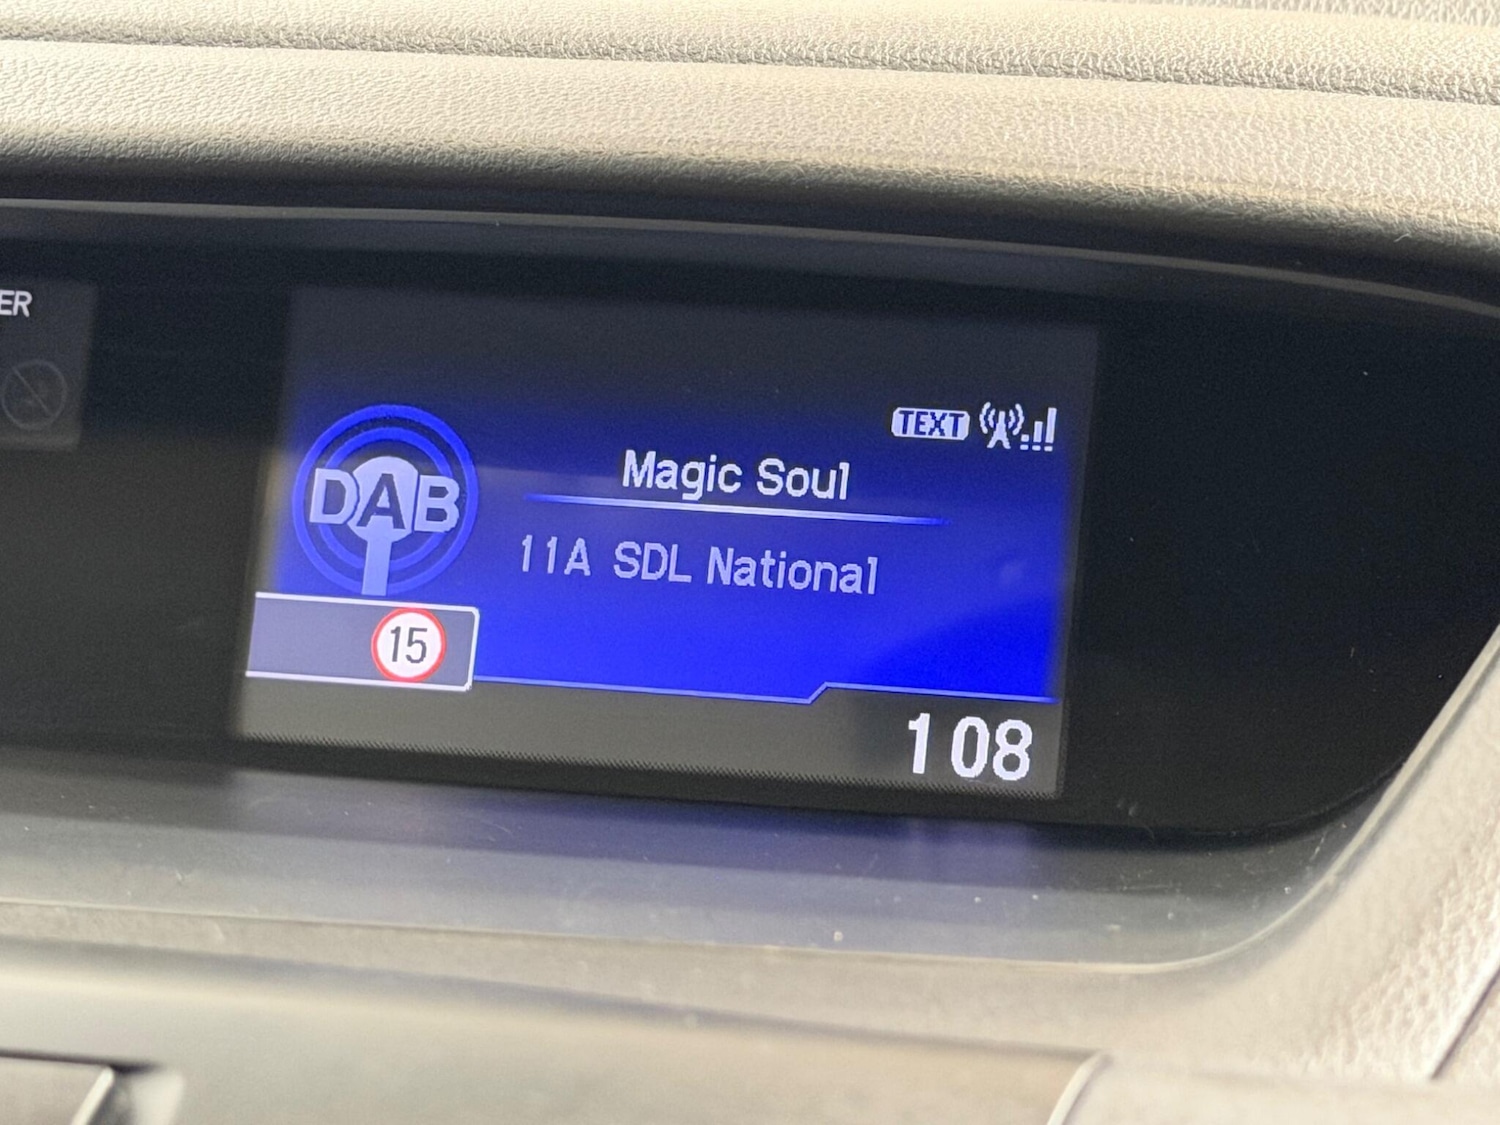 ER
TEXT
DAB
Magic Soul
11A SDL National
15
108